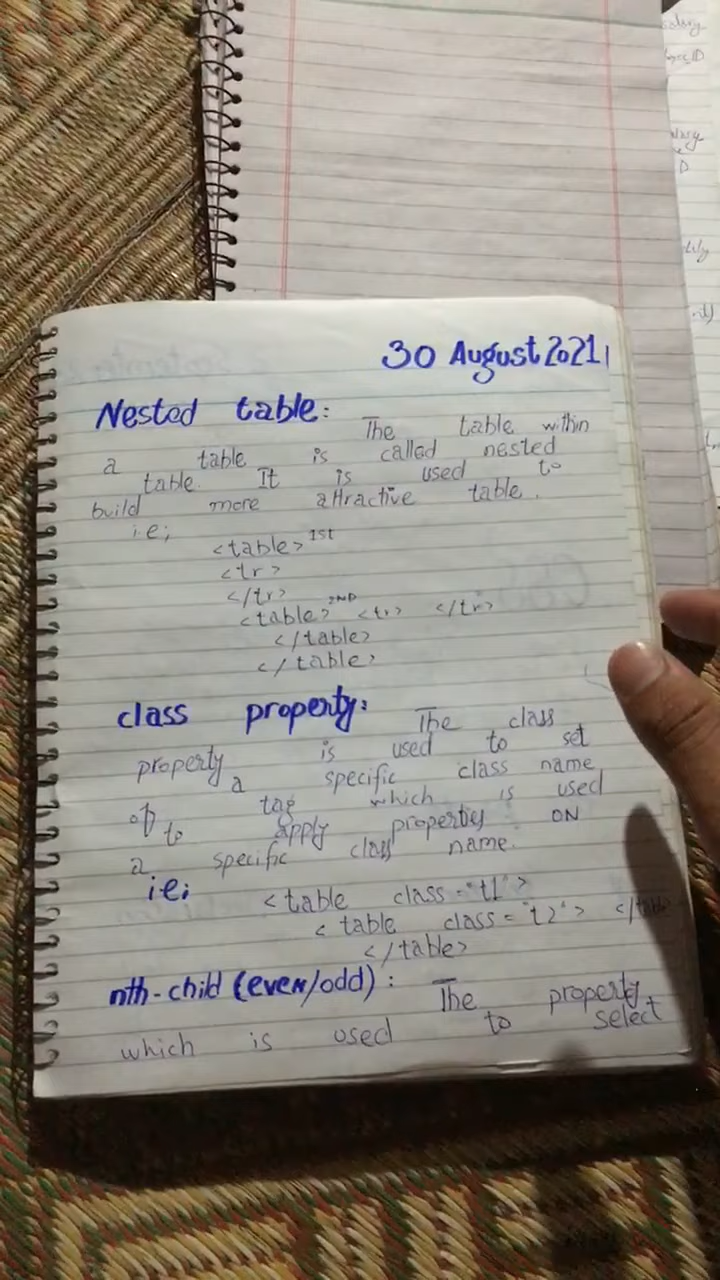 30 August 2021
Nested table:
The table within
a table is called nested
table. It is used to
build more attractive table.
i.e;
<table> 1st
<tr>
</tr>
<table> 2ND <tr> </tr>
</table>
</table>
class property:
The class
property is used to set
a specific class name
of tag which is used
to apply properties ON
a specific class name.
i.e;
<table class="t1">
<table class="t2"> </table
</table>
nth-child (even/odd):
The property
which is used to select